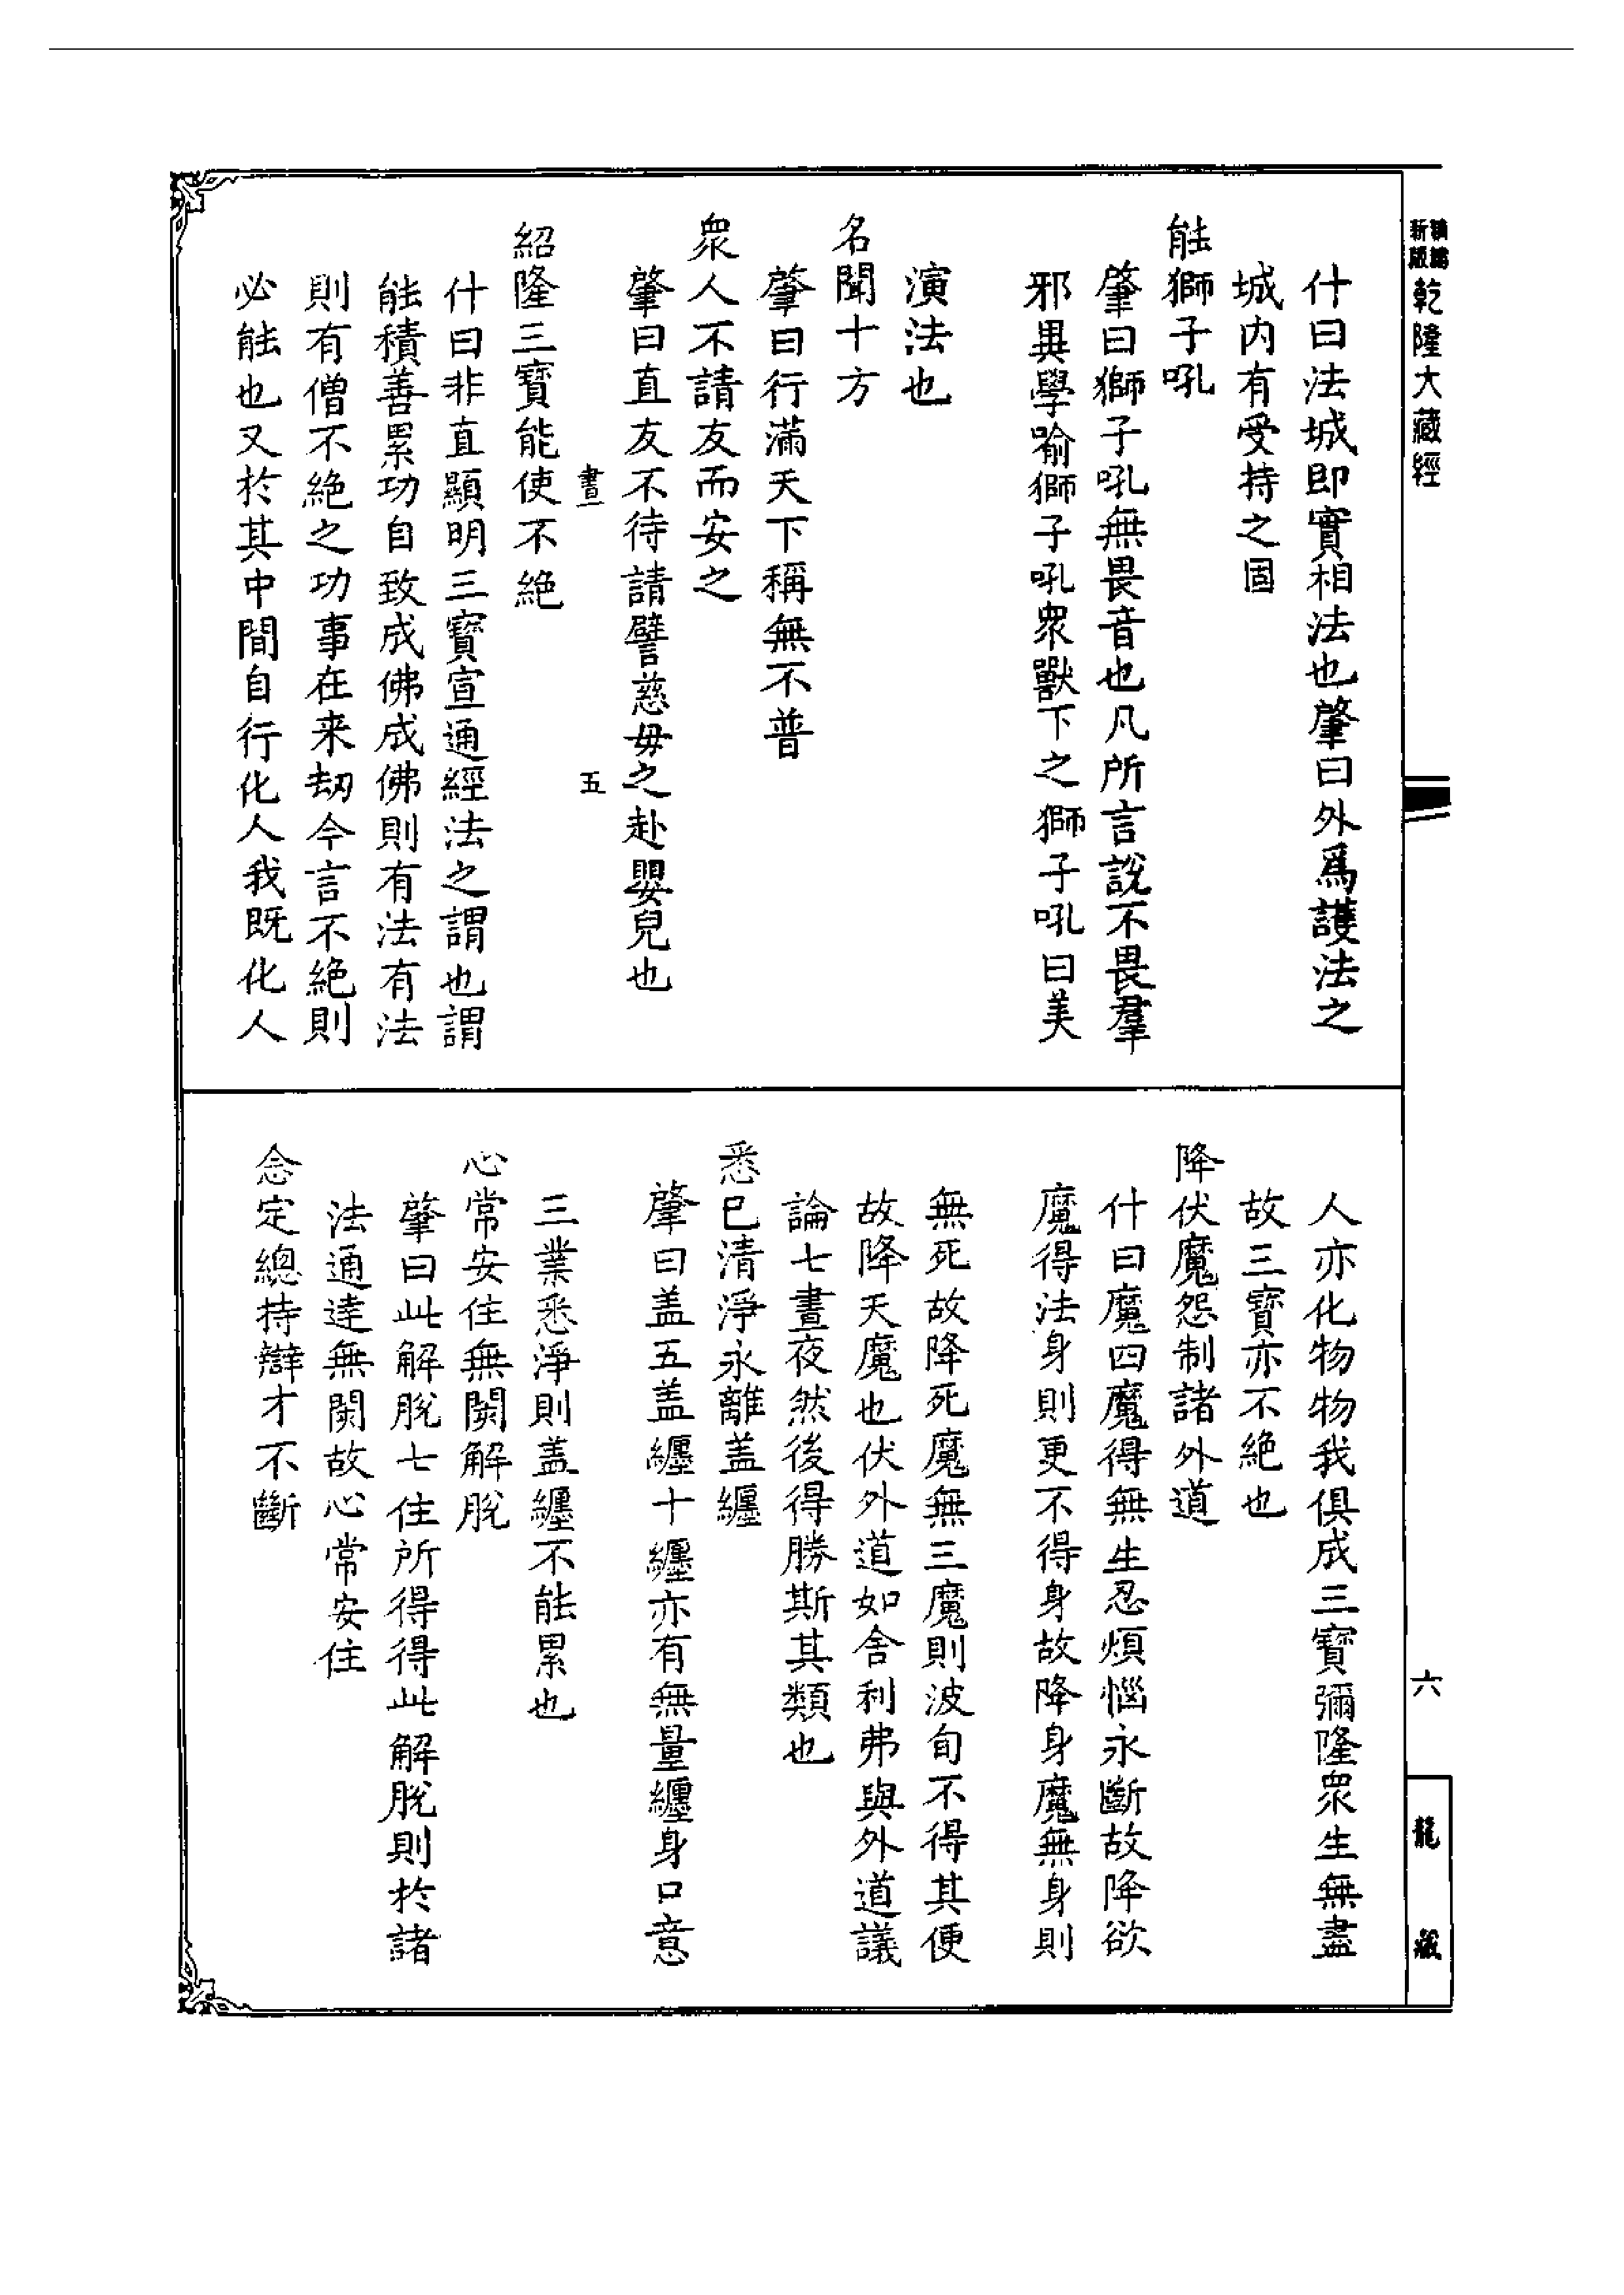 新版
乾隆大藏經
什曰法城即實相法也肇曰外爲護法之
城内有受持之固
能獅子吼
肇曰獅子吼無畏音也凡所言說不畏羣
邪異學喻獅子吼衆獸下之獅子吼曰美
演法也
名聞十方
肇曰行滿天下稱無不普
衆人不請友而安之
肇曰直友不待請譬慈母之赴嬰兒也
晝一 五
紹隆三寶能使不絶
什曰非直顯明三寶宣通經法之謂也謂
能積善累功自致成佛成佛則有法有法
則有僧不絶之功事在来劫今言不絶則
必能也又於其中間自行化人我既化人
人亦化物物我俱成三寶彌隆衆生無盡
故三寶亦不絶也
降伏魔怨制諸外道
什曰魔四魔得無生忍煩惱永斷故降欲
魔得法身則更不得身故降身魔無身則
無死故降死魔無三魔則波旬不得其便
故降天魔也伏外道如舍利弗與外道議
論七晝夜然後得勝斯其類也
悉已清淨永離盖纏
肇曰盖五盖纏十纏亦有無量纏身口意
三業悉淨則盖纏不能累也
心常安住無閡解脫
肇曰此解脫七住所得得此解脫則於諸
法通達無閡故心常安住
念定總持辯才不斷
六
龍藏